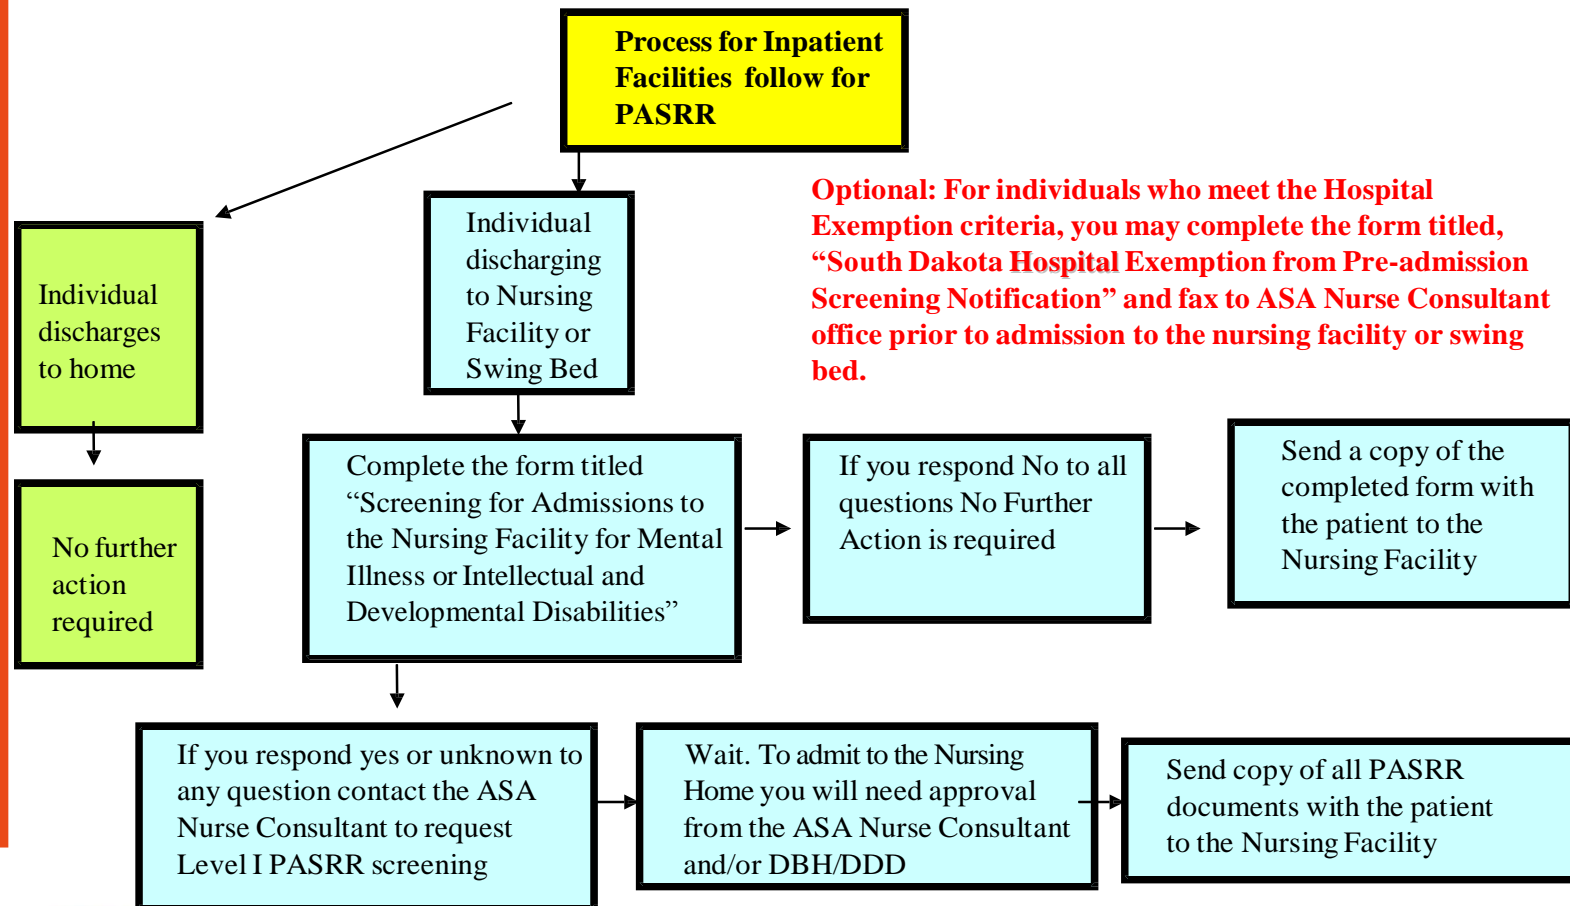 Process for Inpatient
Facilities follow for
PASRR
Optional: For individuals who meet the Hospital
Exemption criteria, you may complete the form titled,
“South Dakota Hospital Exemption from Pre-admission
Screening Notification” and fax to ASA Nurse Consultant
office prior to admission to the nursing facility or swing
bed.
Individual
discharging
to Nursing
Facility or
Swing Bed
Individual
discharges
to home
No further
action
required
Complete the form titled
“Screening for Admissions to
the Nursing Facility for Mental
Illness or Intellectual and
Developmental Disabilities”
If you respond No to all
questions No Further
Action is required
Send a copy of the
completed form with
the patient to the
Nursing Facility
If you respond yes or unknown to
any question contact the ASA
Nurse Consultant to request
Level I PASRR screening
Wait. To admit to the Nursing
Home you will need approval
from the ASA Nurse Consultant
and/or DBH/DDD
Send copy of all PASRR
documents with the patient
to the Nursing Facility